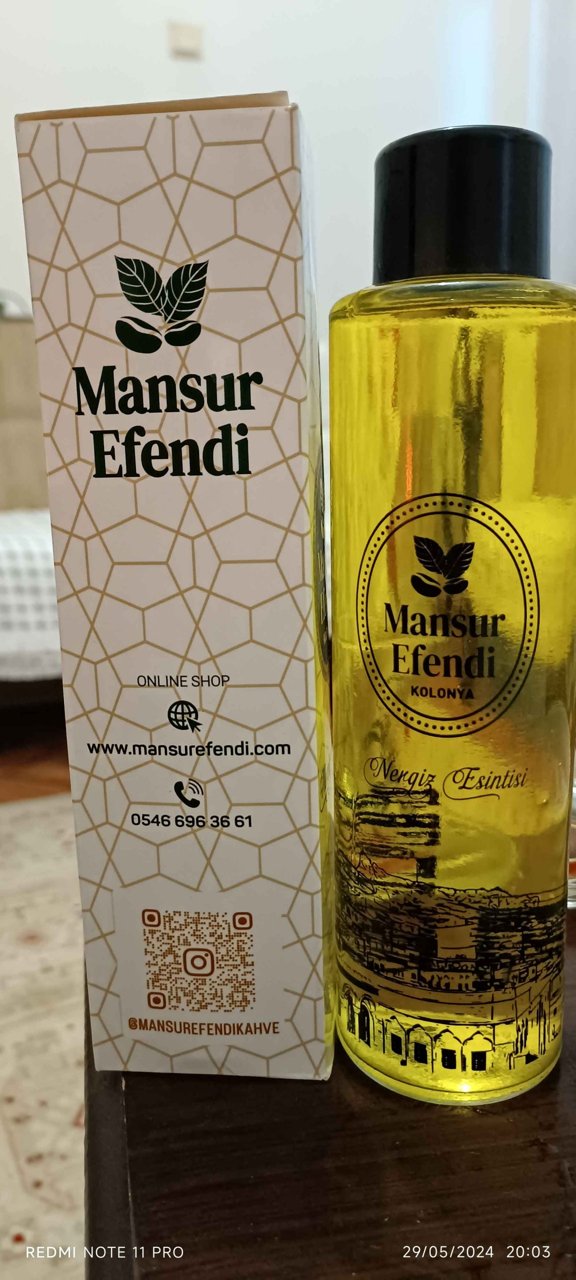 Mansur
Efendi
ONLINE SHOP
www.mansurefendi.com
0546 696 36 61
@MANSUREFENDIKAHVE
Mansur
Efendi
KOLONYA
Nergiz Esintisi
REDMI NOTE 11 PRO
29/05/2024 20:03